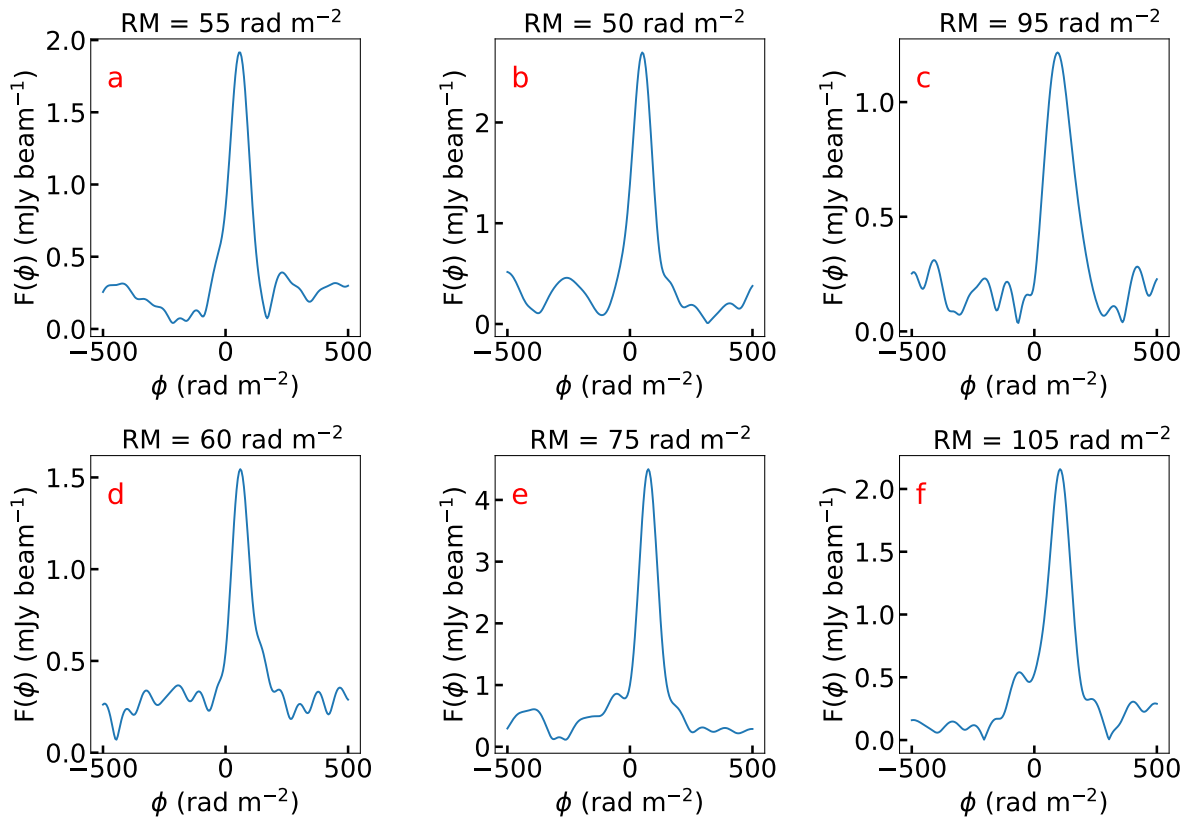 RM = 55 rad m⁻²
a
F(ϕ) (mJy beam⁻¹)
2.0
1.5
1.0
0.5
0.0
−500 0 500
ϕ (rad m⁻²)
RM = 50 rad m⁻²
b
F(ϕ) (mJy beam⁻¹)
2
1
0
−500 0 500
ϕ (rad m⁻²)
RM = 95 rad m⁻²
c
F(ϕ) (mJy beam⁻¹)
1.0
0.5
0.0
−500 0 500
ϕ (rad m⁻²)
RM = 60 rad m⁻²
d
F(ϕ) (mJy beam⁻¹)
1.5
1.0
0.5
0.0
−500 0 500
ϕ (rad m⁻²)
RM = 75 rad m⁻²
e
F(ϕ) (mJy beam⁻¹)
4
3
2
1
0
−500 0 500
ϕ (rad m⁻²)
RM = 105 rad m⁻²
f
F(ϕ) (mJy beam⁻¹)
2.0
1.5
1.0
0.5
0.0
−500 0 500
ϕ (rad m⁻²)